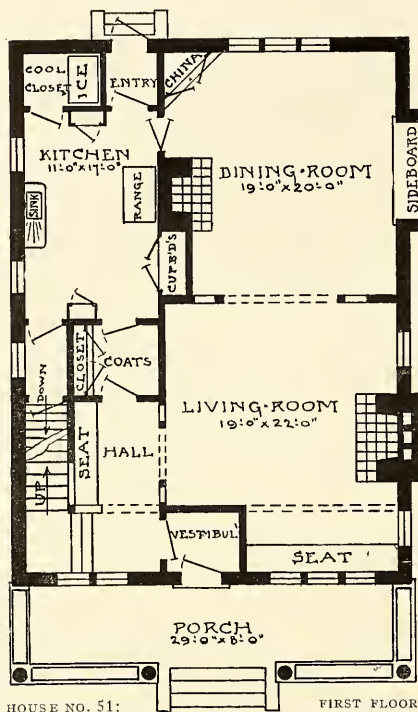 COOL
CLOSET
ICE
ENTRY
CHINA
KITCHEN
11'·0"x17'·0"
DINING·ROOM
19'·0"x20'·0"
SIDEBOARD
SINK
RANGE
CUPB'D'S
DOWN
CLOSET
COATS
LIVING·ROOM
19'·0"x22'·0"
UP
SEAT
HALL
VESTIBUL'
SEAT
PORCH
29'·0"x8'·0"
HOUSE NO. 51:
FIRST FLOOR